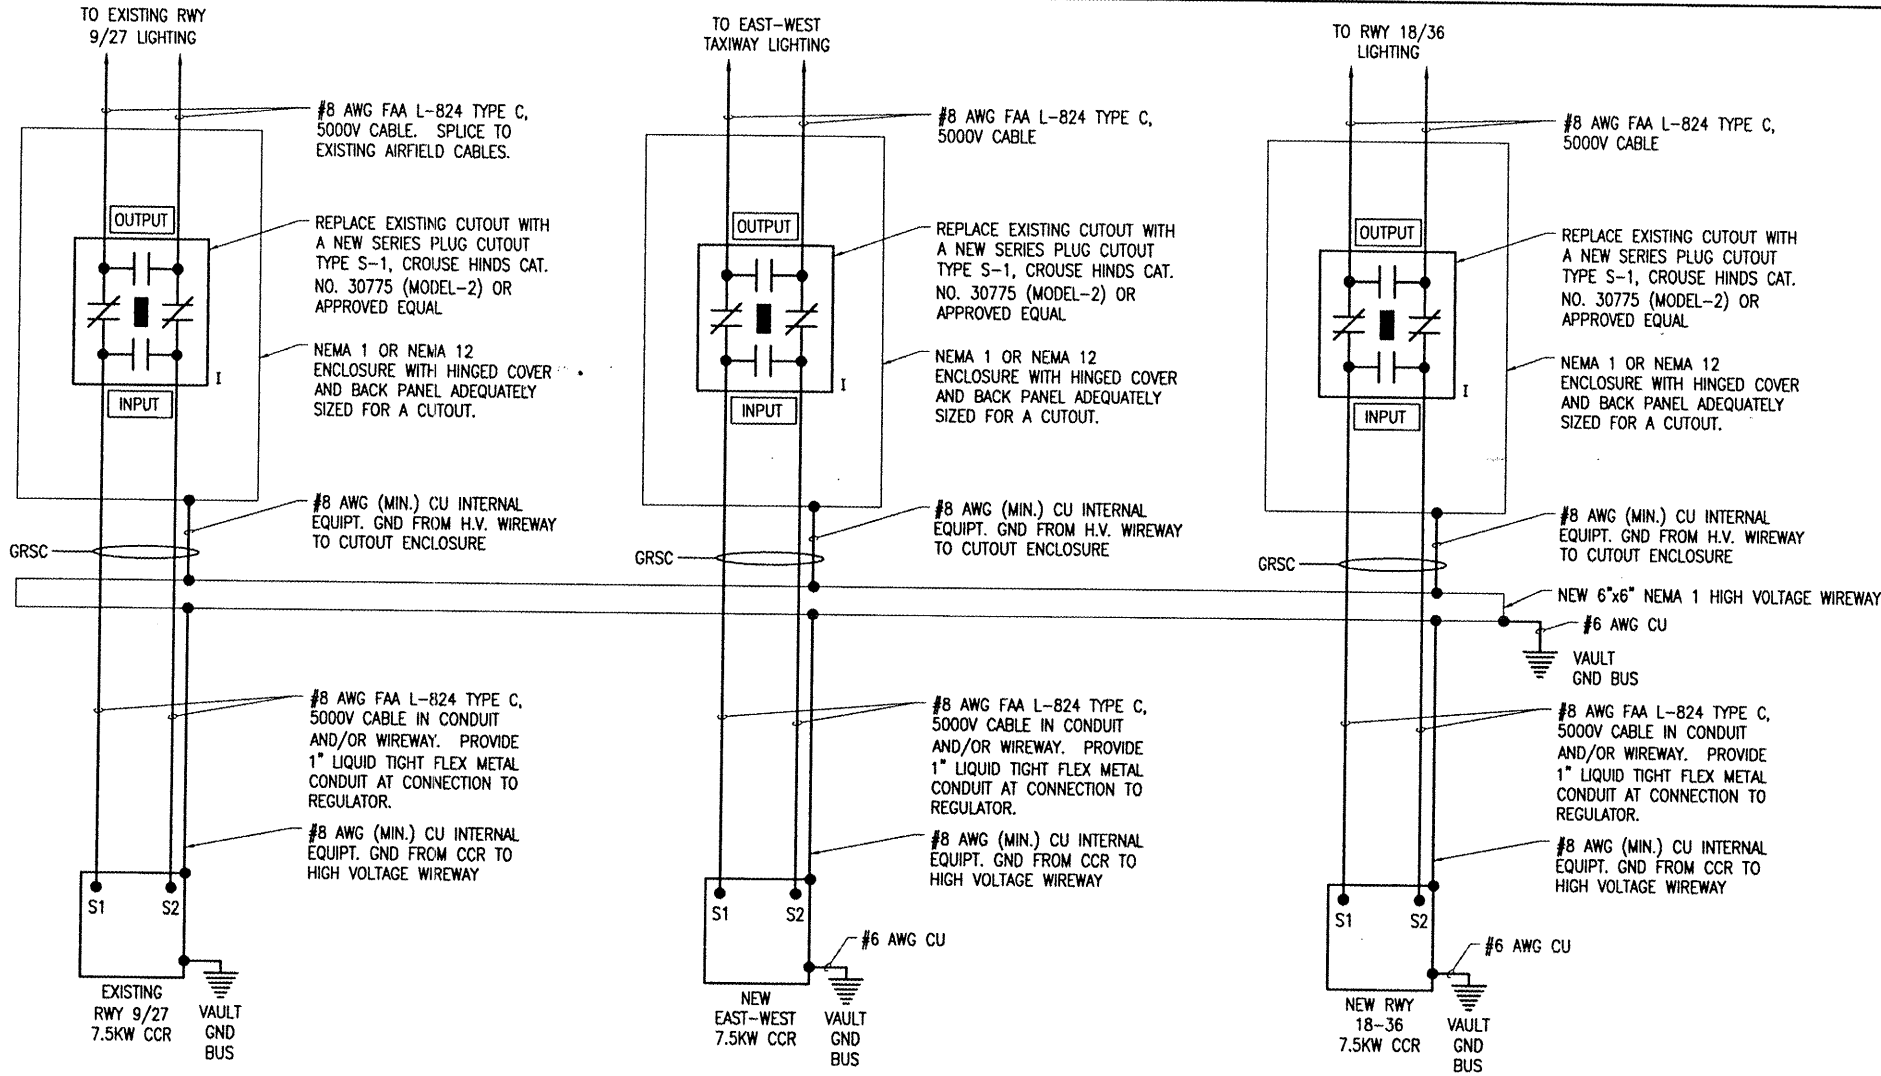 TO EXISTING RWY
9/27 LIGHTING
#8 AWG FAA L-824 TYPE C,
5000V CABLE. SPLICE TO
EXISTING AIRFIELD CABLES.
OUTPUT
REPLACE EXISTING CUTOUT WITH
A NEW SERIES PLUG CUTOUT
TYPE S-1, CROUSE HINDS CAT.
NO. 30775 (MODEL-2) OR
APPROVED EQUAL
I
NEMA 1 OR NEMA 12
ENCLOSURE WITH HINGED COVER
AND BACK PANEL ADEQUATELY
SIZED FOR A CUTOUT.
INPUT
#8 AWG (MIN.) CU INTERNAL
EQUIPT. GND FROM H.V. WIREWAY
TO CUTOUT ENCLOSURE
GRSC
#8 AWG FAA L-824 TYPE C,
5000V CABLE IN CONDUIT
AND/OR WIREWAY. PROVIDE
1" LIQUID TIGHT FLEX METAL
CONDUIT AT CONNECTION TO
REGULATOR.
#8 AWG (MIN.) CU INTERNAL
EQUIPT. GND FROM CCR TO
HIGH VOLTAGE WIREWAY
S1 S2
EXISTING
RWY 9/27
7.5KW CCR
VAULT
GND
BUS
TO EAST-WEST
TAXIWAY LIGHTING
#8 AWG FAA L-824 TYPE C,
5000V CABLE
OUTPUT
REPLACE EXISTING CUTOUT WITH
A NEW SERIES PLUG CUTOUT
TYPE S-1, CROUSE HINDS CAT.
NO. 30775 (MODEL-2) OR
APPROVED EQUAL
I
NEMA 1 OR NEMA 12
ENCLOSURE WITH HINGED COVER
AND BACK PANEL ADEQUATELY
SIZED FOR A CUTOUT.
INPUT
#8 AWG (MIN.) CU INTERNAL
EQUIPT. GND FROM H.V. WIREWAY
TO CUTOUT ENCLOSURE
GRSC
#8 AWG FAA L-824 TYPE C,
5000V CABLE IN CONDUIT
AND/OR WIREWAY. PROVIDE
1" LIQUID TIGHT FLEX METAL
CONDUIT AT CONNECTION TO
REGULATOR.
#8 AWG (MIN.) CU INTERNAL
EQUIPT. GND FROM CCR TO
HIGH VOLTAGE WIREWAY
S1 S2
#6 AWG CU
NEW
EAST-WEST
7.5KW CCR
VAULT
GND
BUS
TO RWY 18/36
LIGHTING
#8 AWG FAA L-824 TYPE C,
5000V CABLE
OUTPUT
REPLACE EXISTING CUTOUT WITH
A NEW SERIES PLUG CUTOUT
TYPE S-1, CROUSE HINDS CAT.
NO. 30775 (MODEL-2) OR
APPROVED EQUAL
I
NEMA 1 OR NEMA 12
ENCLOSURE WITH HINGED COVER
AND BACK PANEL ADEQUATELY
SIZED FOR A CUTOUT.
INPUT
#8 AWG (MIN.) CU INTERNAL
EQUIPT. GND FROM H.V. WIREWAY
TO CUTOUT ENCLOSURE
GRSC
NEW 6"x6" NEMA 1 HIGH VOLTAGE WIREWAY
#6 AWG CU
VAULT
GND BUS
#8 AWG FAA L-824 TYPE C,
5000V CABLE IN CONDUIT
AND/OR WIREWAY. PROVIDE
1" LIQUID TIGHT FLEX METAL
CONDUIT AT CONNECTION TO
REGULATOR.
#8 AWG (MIN.) CU INTERNAL
EQUIPT. GND FROM CCR TO
HIGH VOLTAGE WIREWAY
S1 S2
#6 AWG CU
NEW RWY
18-36
7.5KW CCR
VAULT
GND
BUS